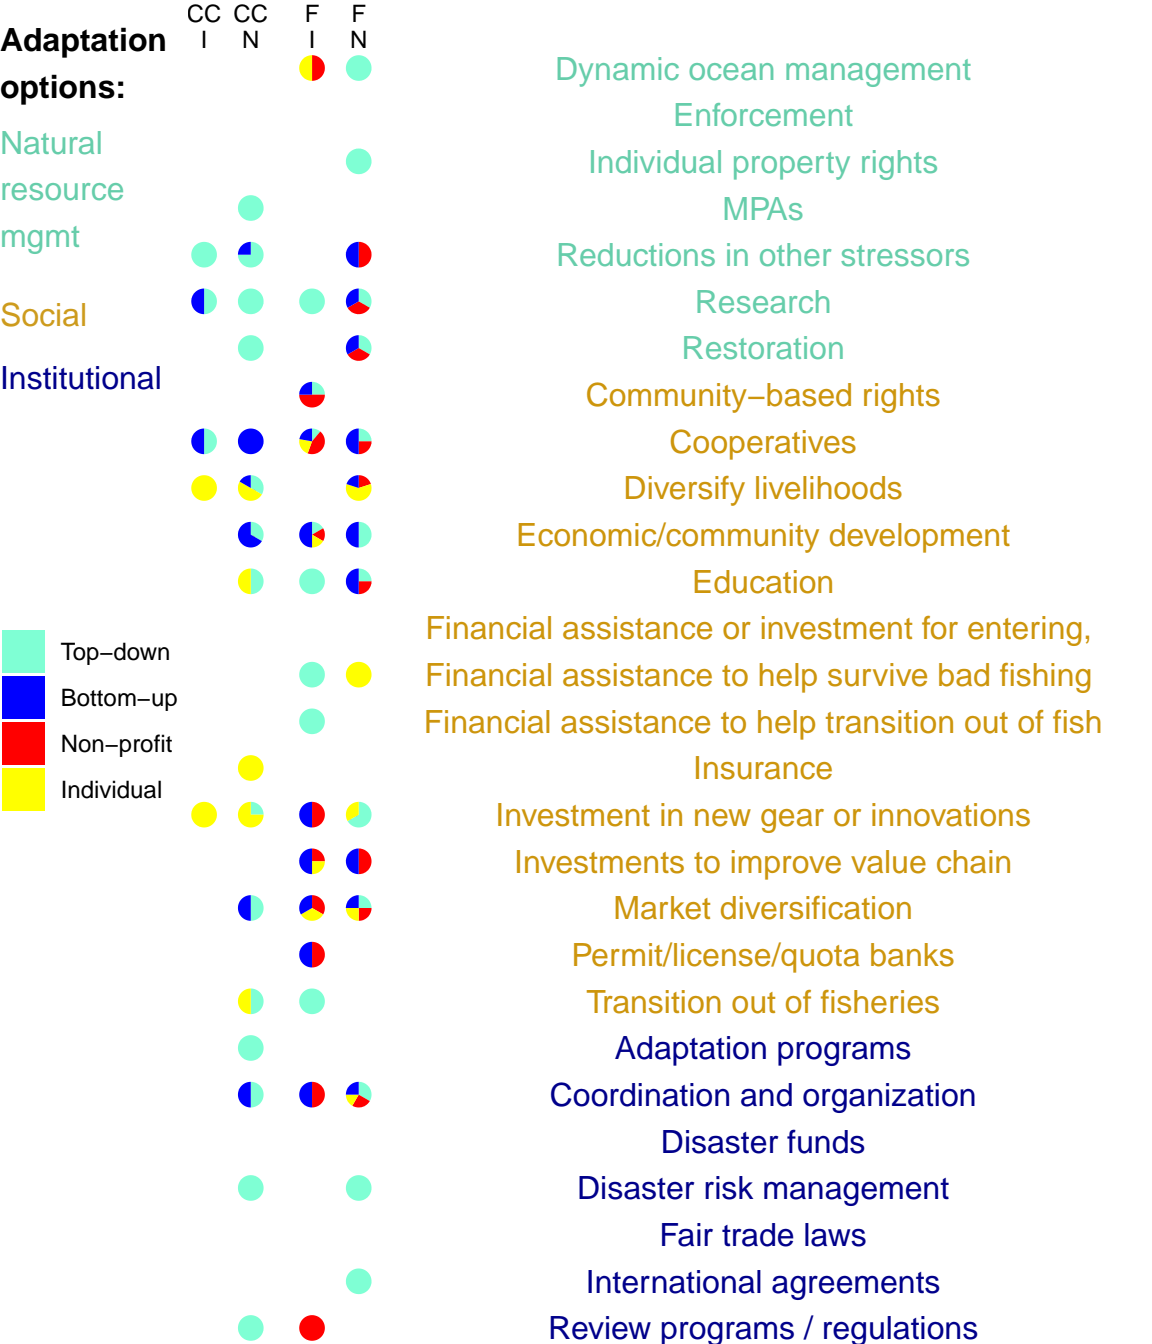 CC CC F F
I N I N
Adaptation
options:
Natural
resource
mgmt
Social
Institutional
Top−down
Bottom−up
Non−profit
Individual
Dynamic ocean management
Enforcement
Individual property rights
MPAs
Reductions in other stressors
Research
Restoration
Community−based rights
Cooperatives
Diversify livelihoods
Economic/community development
Education
Financial assistance or investment for entering,
Financial assistance to help survive bad fishing
Financial assistance to help transition out of fish
Insurance
Investment in new gear or innovations
Investments to improve value chain
Market diversification
Permit/license/quota banks
Transition out of fisheries
Adaptation programs
Coordination and organization
Disaster funds
Disaster risk management
Fair trade laws
International agreements
Review programs / regulations